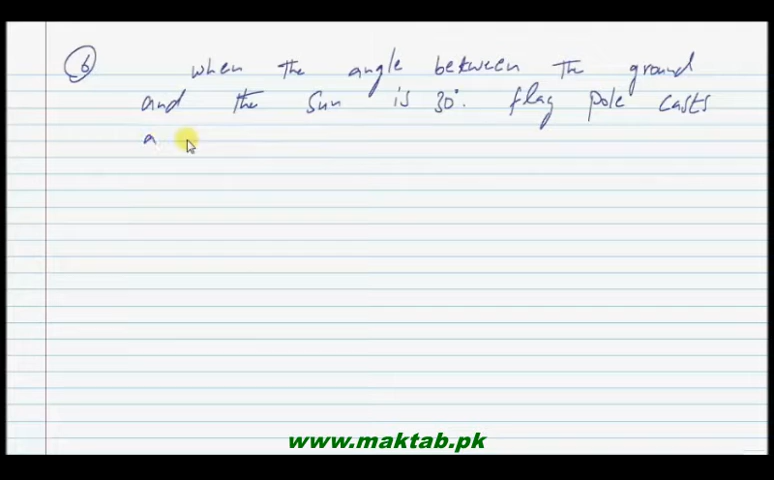 6 when the angle between the ground
and the sun is 30°. flag pole casts
a
www.maktab.pk